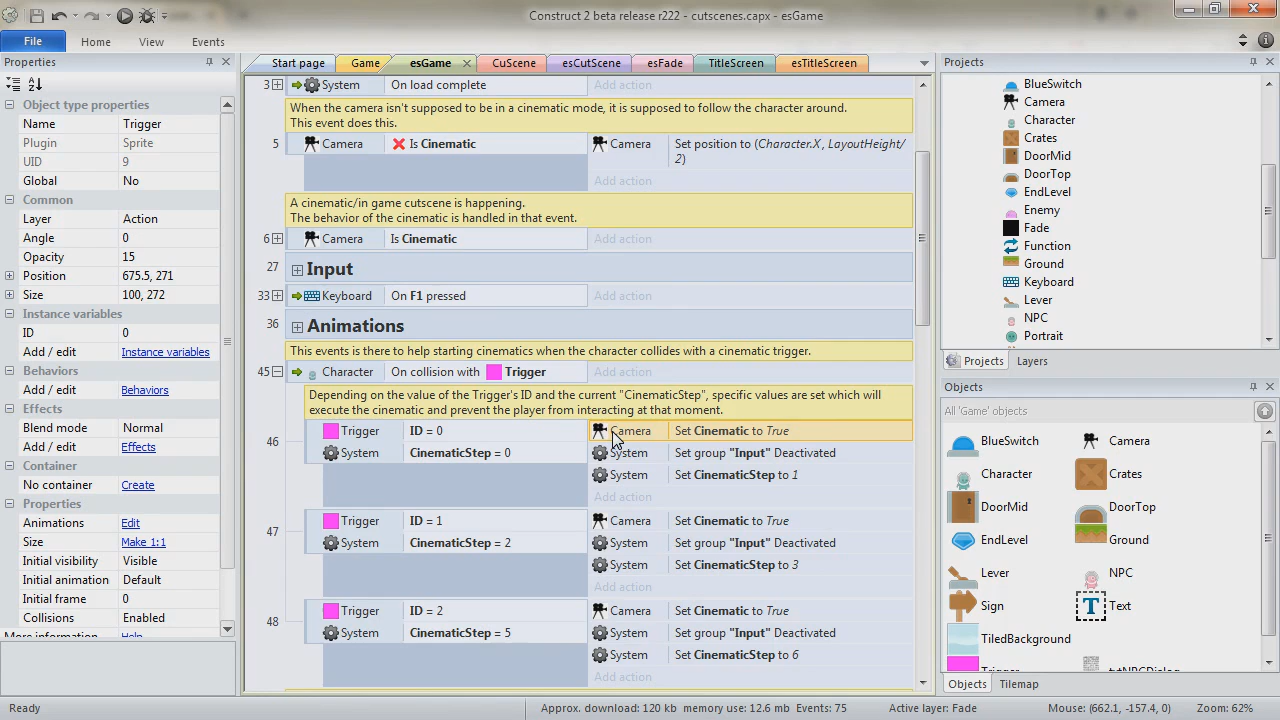 Construct 2 beta release r222 - cutscenes.capx - esGame
File
Home
View
Events
Properties
Object type properties
Name Trigger
Plugin Sprite
UID 9
Global No
Common
Layer Action
Angle 0
Opacity 15
Position 675.5, 271
Size 100, 272
Instance variables
ID 0
Add / edit Instance variables
Behaviors
Add / edit Behaviors
Effects
Blend mode Normal
Add / edit Effects
Container
No container Create
Properties
Animations Edit
Size Make 1:1
Initial visibility Visible
Initial animation Default
Initial frame 0
Collisions Enabled
More information Help
Start page
Game
esGame
CuScene
esCutScene
esFade
TitleScreen
esTitleScreen
3 System On load complete Add action
When the camera isn't supposed to be in a cinematic mode, it is supposed to follow the character around.
This event does this.
5 Camera Is Cinematic Camera Set position to (Character.X, LayoutHeight/
2)
Add action
A cinematic/in game cutscene is happening.
The behavior of the cinematic is handled in that event.
6 Camera Is Cinematic Add action
27 Input
33 Keyboard On F1 pressed Add action
36 Animations
This events is there to help starting cinematics when the character collides with a cinematic trigger.
45 Character On collision with Trigger Add action
Depending on the value of the Trigger's ID and the current "CinematicStep", specific values are set which will
execute the cinematic and prevent the player from interacting at that moment.
46 Trigger ID = 0 Camera Set Cinematic to True
System CinematicStep = 0 System Set group "Input" Deactivated
System Set CinematicStep to 1
Add action
47 Trigger ID = 1 Camera Set Cinematic to True
System CinematicStep = 2 System Set group "Input" Deactivated
System Set CinematicStep to 3
Add action
48 Trigger ID = 2 Camera Set Cinematic to True
System CinematicStep = 5 System Set group "Input" Deactivated
System Set CinematicStep to 6
Add action
Projects
BlueSwitch
Camera
Character
Crates
DoorMid
DoorTop
EndLevel
Enemy
Fade
Function
Ground
Keyboard
Lever
NPC
Portrait
Projects Layers
Objects
All 'Game' objects
BlueSwitch Camera
Character Crates
DoorMid DoorTop
EndLevel Ground
Lever NPC
Sign Text
TiledBackground
Trigger txtNPCDialog
Objects Tilemap
Ready Approx. download: 120 kb memory use: 12.6 mb Events: 75 Active layer: Fade Mouse: (662.1, -157.4, 0) Zoom: 62%